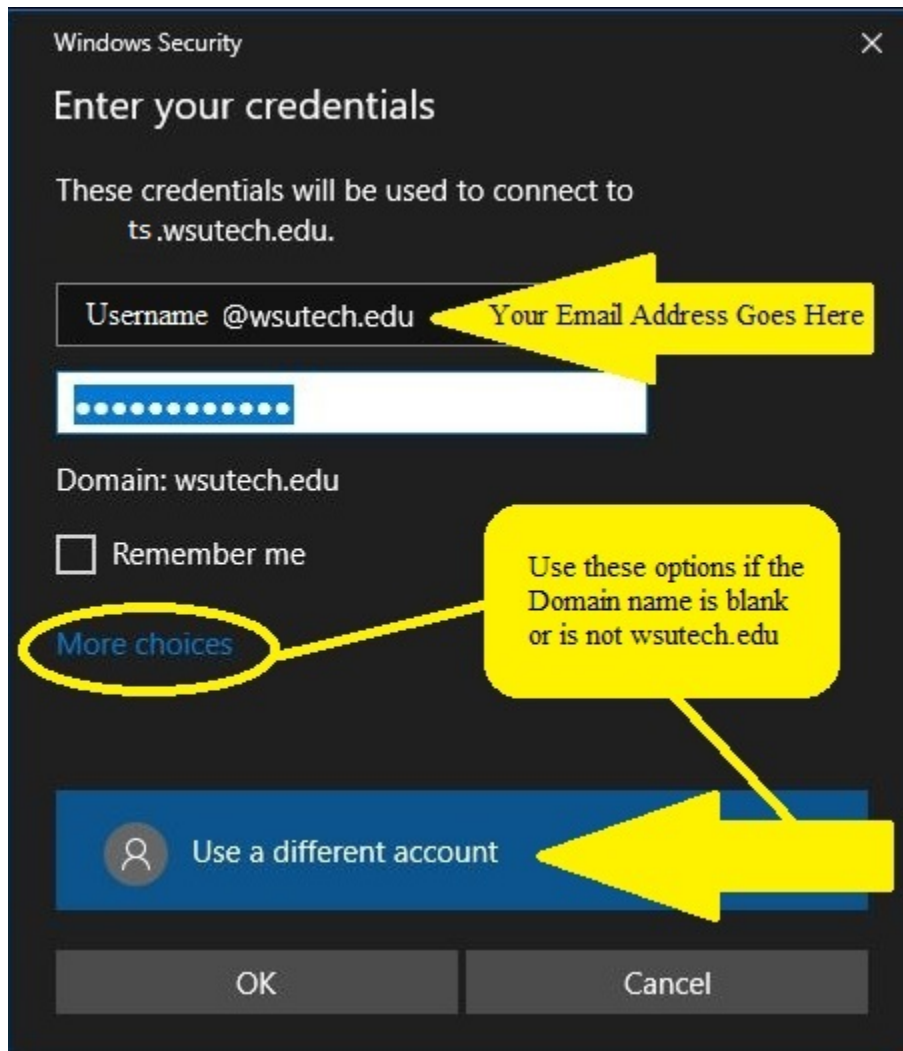 Windows Security
Enter your credentials
These credentials will be used to connect to
ts.wsutech.edu.
Username @wsutech.edu
Your Email Address Goes Here
••••••••••••
Domain: wsutech.edu
Remember me
Use these options if the
Domain name is blank
or is not wsutech.edu
More choices
Use a different account
OK
Cancel